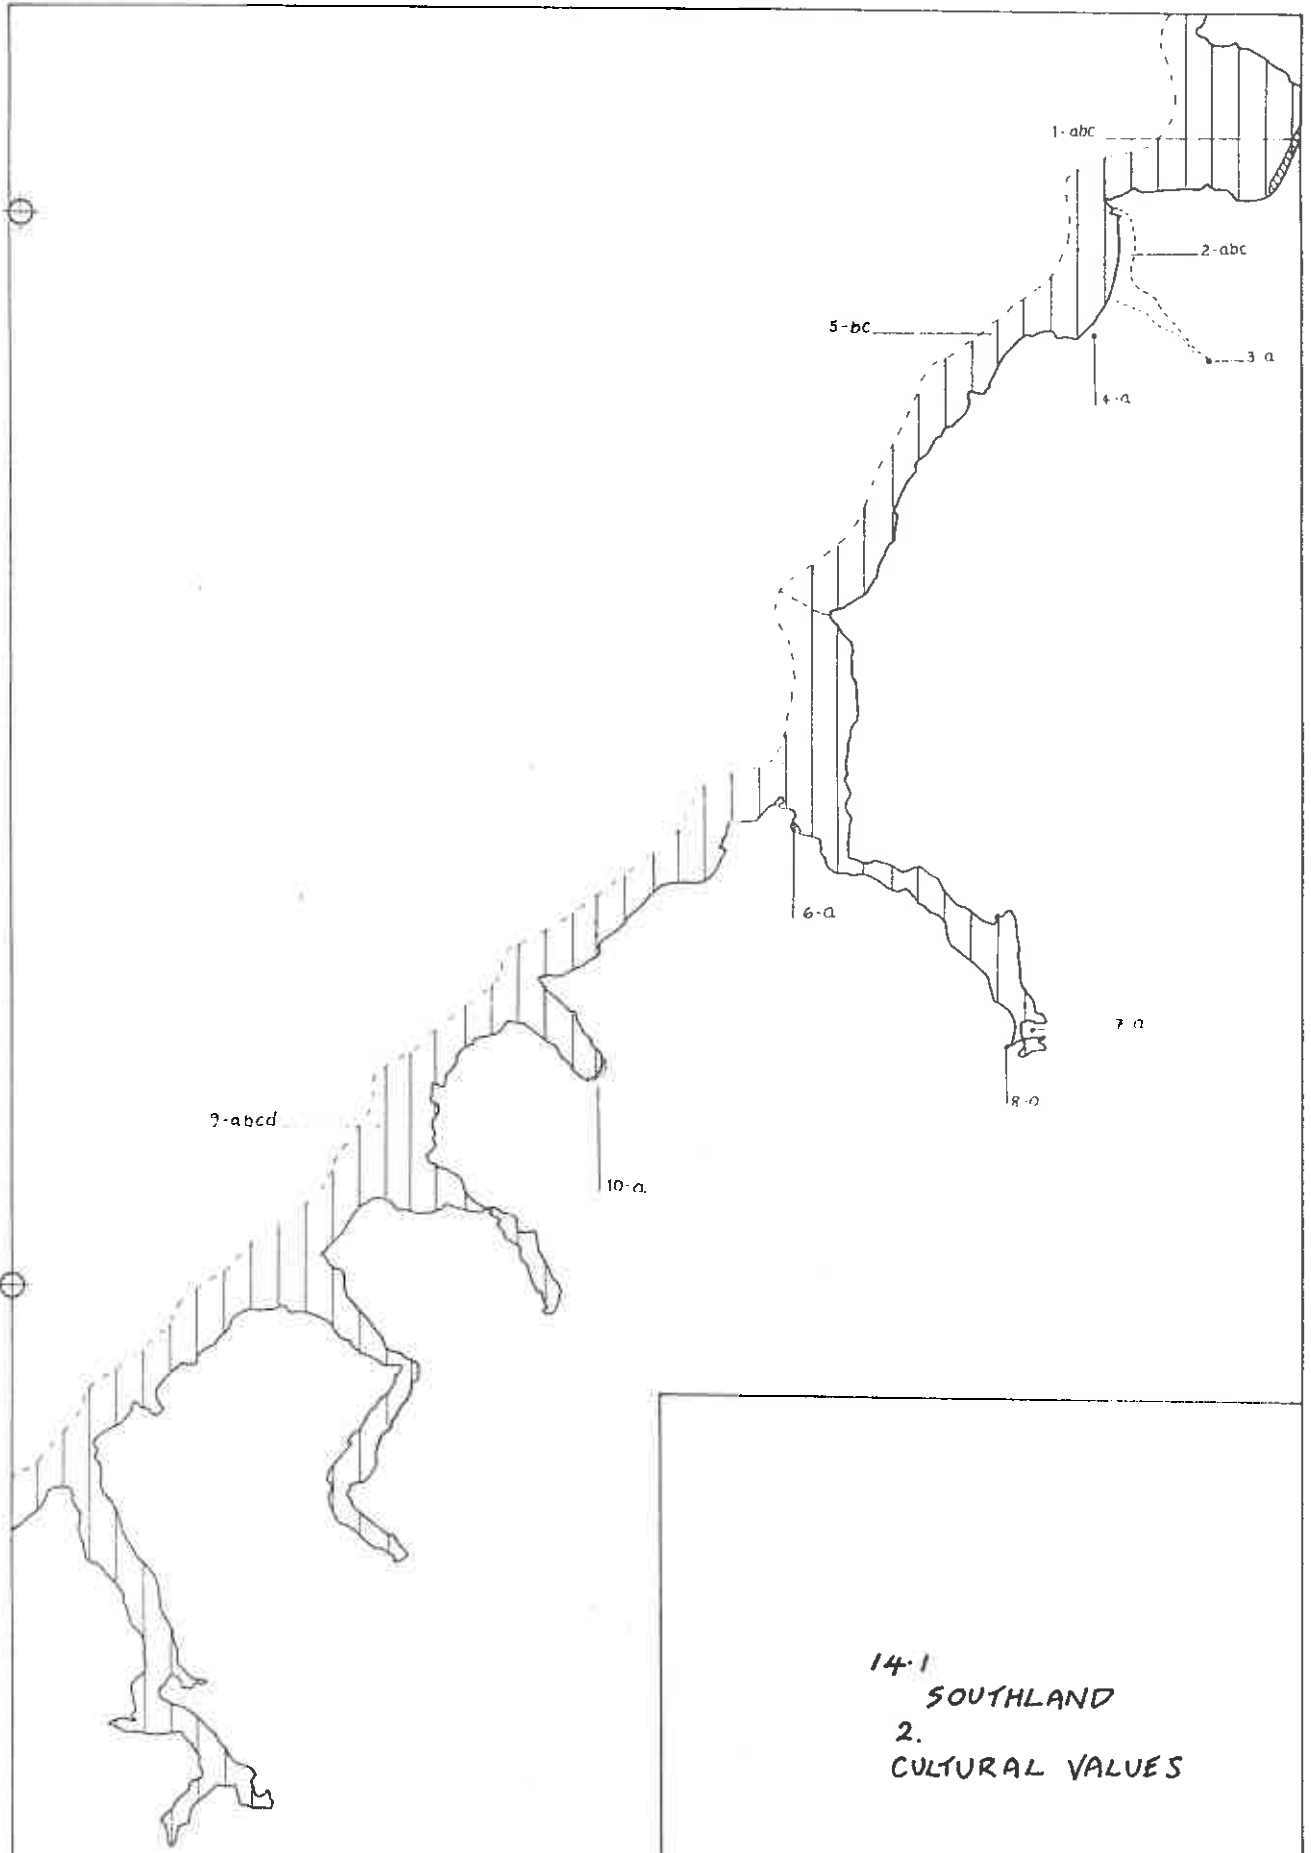 1-abc
2-abc
5-bc
3 a
4-a
6-a
7 a
8-a
9-abcd
10-a.
14.1
SOUTHLAND
2.
CULTURAL VALUES